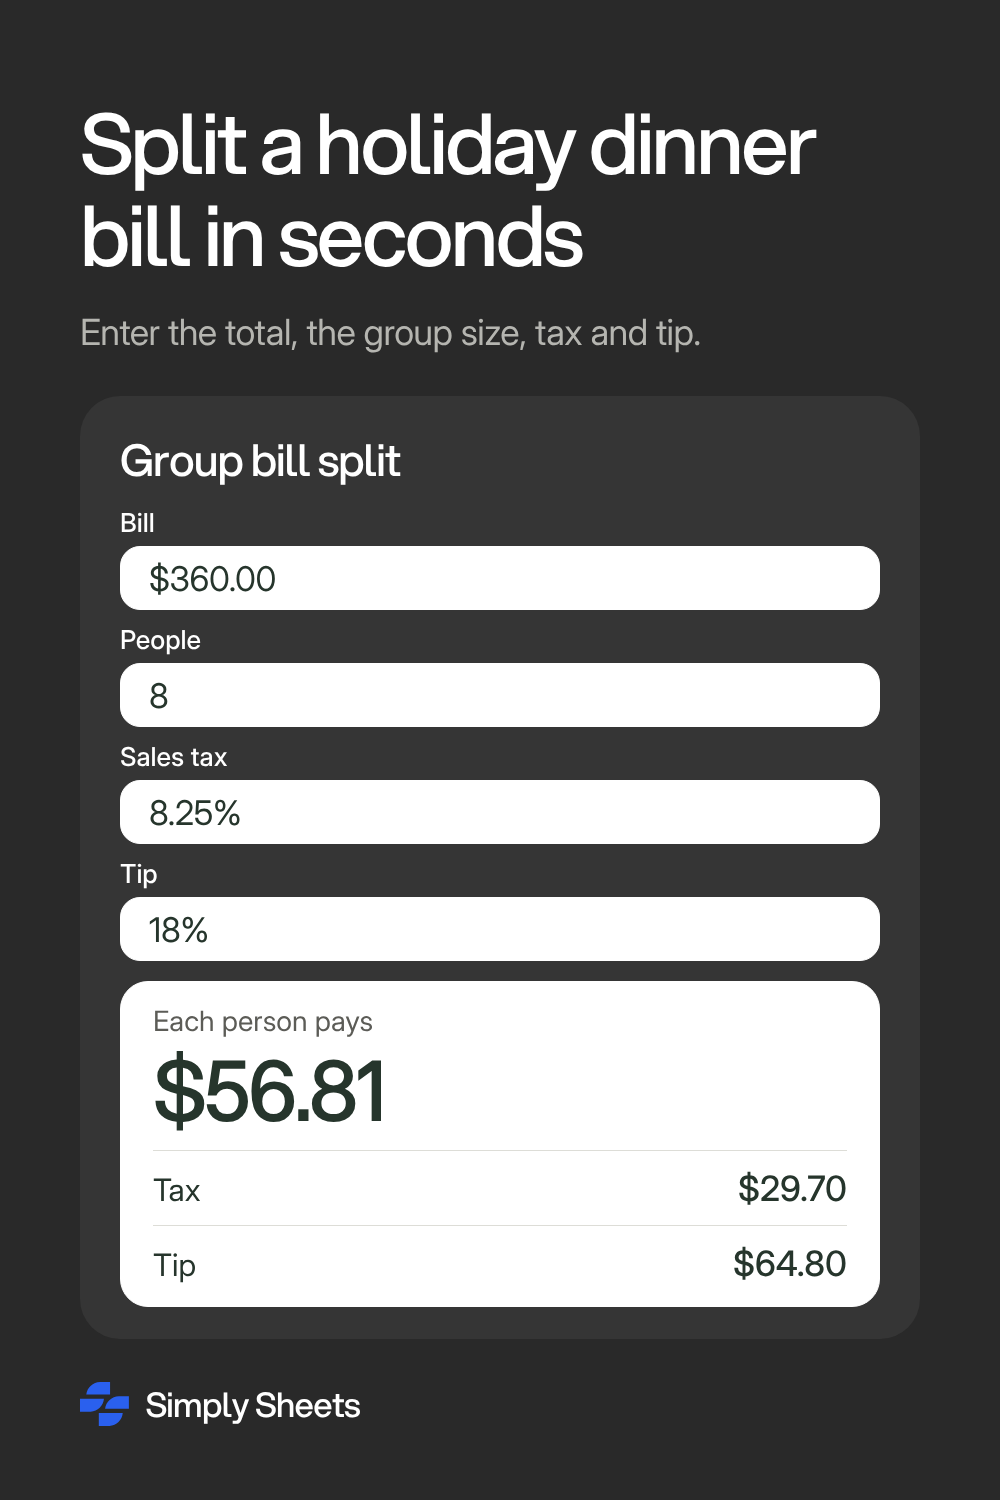 Split a holiday dinner
bill in seconds
Enter the total, the group size, tax and tip.
Group bill split
Bill
$360.00
People
8
Sales tax
8.25%
Tip
18%
Each person pays
$56.81
Tax $29.70
Tip $64.80
Simply Sheets